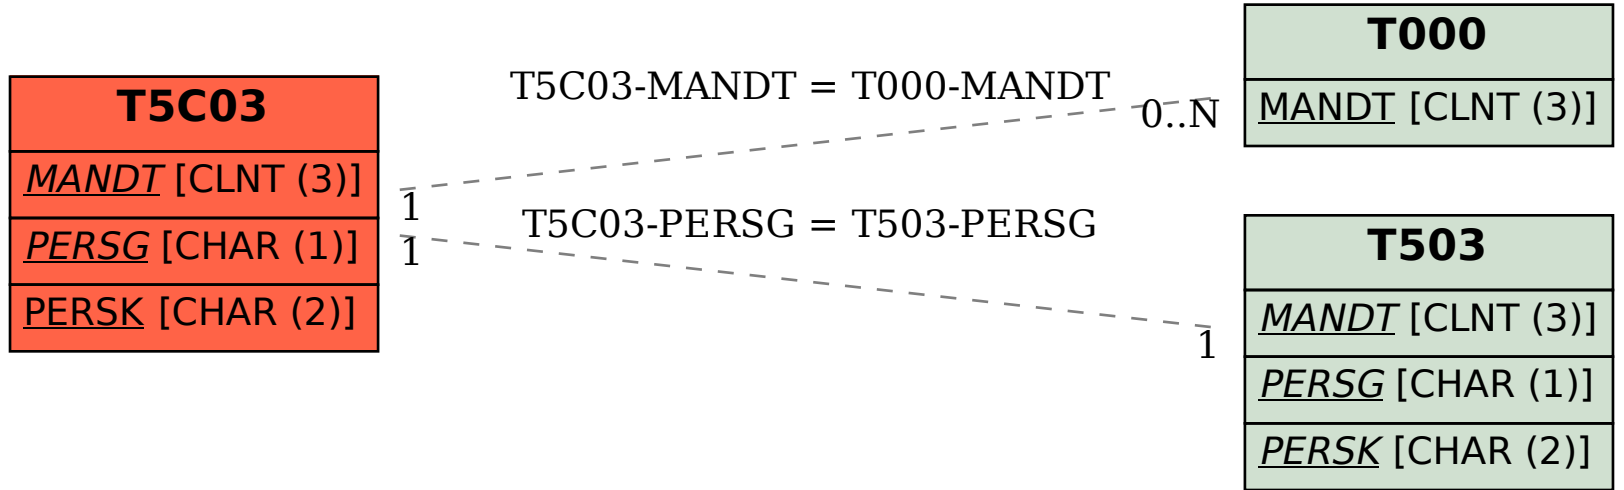 T5C03
MANDT [CLNT (3)]
PERSG [CHAR (1)]
PERSK [CHAR (2)]
T5C03-MANDT = T000-MANDT
0..N
1
T5C03-PERSG = T503-PERSG
1
1
T000
MANDT [CLNT (3)]
T503
MANDT [CLNT (3)]
PERSG [CHAR (1)]
PERSK [CHAR (2)]